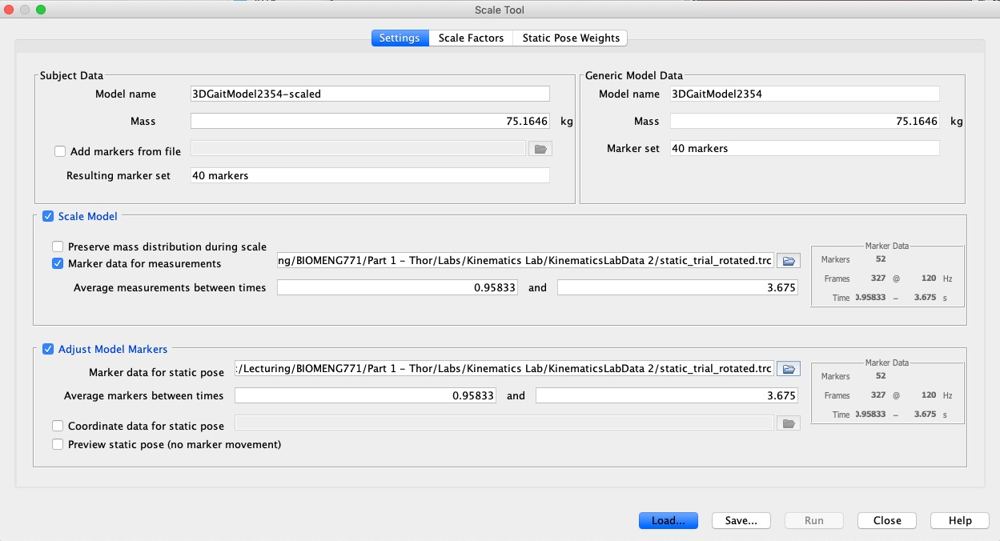 Scale Tool
Settings Scale Factors Static Pose Weights
Subject Data
Model name 3DGaitModel2354-scaled
Mass 75.1646 kg
Add markers from file
Resulting marker set 40 markers
Generic Model Data
Model name 3DGaitModel2354
Mass 75.1646 kg
Marker set 40 markers
Scale Model
Preserve mass distribution during scale
Marker data for measurements ng/BIOMENG771/Part 1 - Thor/Labs/Kinematics Lab/KinematicsLabData 2/static_trial_rotated.trc
Average measurements between times 0.95833 and 3.675
Marker Data
Markers 52
Frames 327 @ 120 Hz
Time 0.95833 - 3.675 s
Adjust Model Markers
Marker data for static pose :/Lecturing/BIOMENG771/Part 1 - Thor/Labs/Kinematics Lab/KinematicsLabData 2/static_trial_rotated.trc
Average markers between times 0.95833 and 3.675
Coordinate data for static pose
Preview static pose (no marker movement)
Marker Data
Markers 52
Frames 327 @ 120 Hz
Time 0.95833 - 3.675 s
Load... Save... Run Close Help